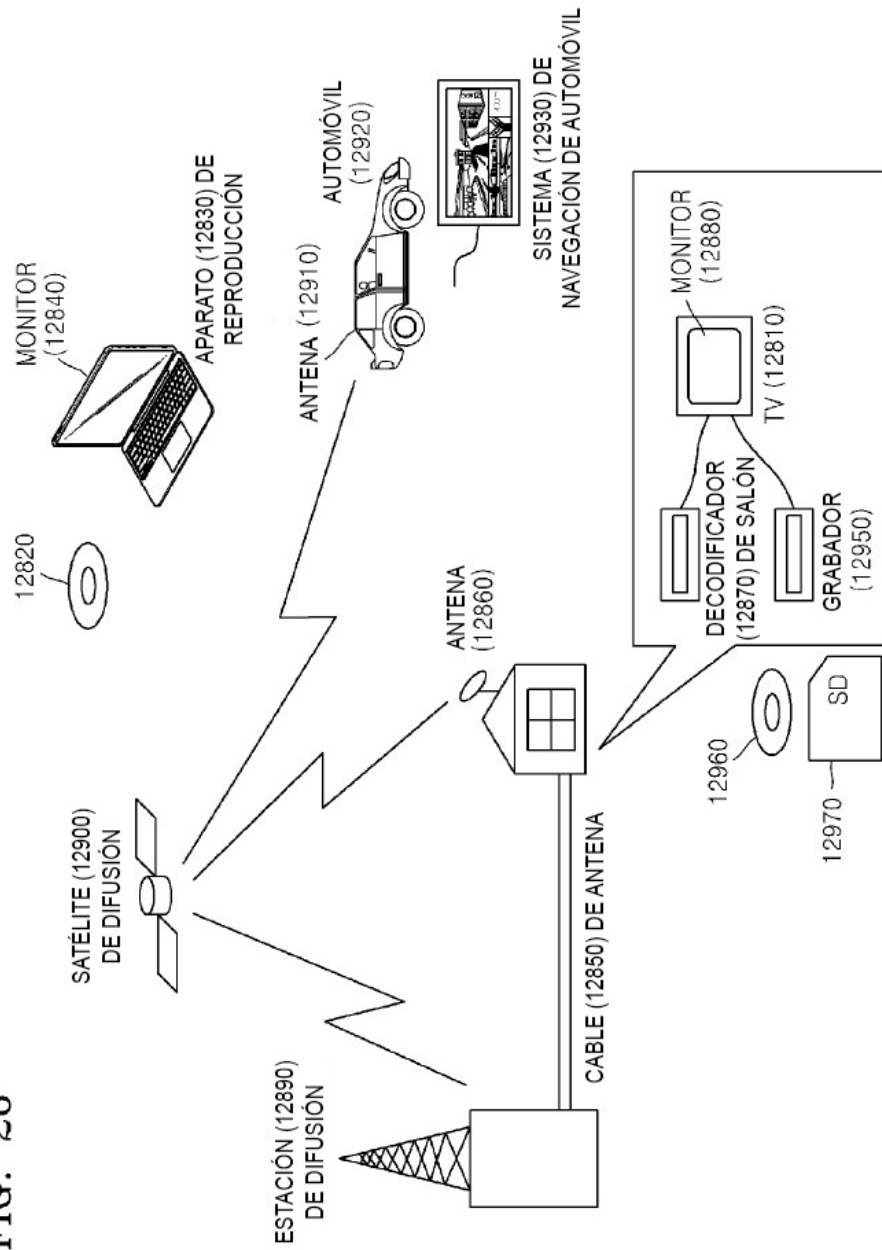 FIG.
SATÉLITE (12900)
DE DIFUSIÓN
12820
MONITOR
(12840)
APARATO (12830) DE
REPRODUCCIÓN
ESTACIÓN (12890)
DE DIFUSIÓN
ANTENA (12910)
AUTOMÓVIL
(12920)
ANTENA
(12860)
SISTEMA (12930) DE
NAVEGACIÓN DE AUTOMÓVIL
CABLE (12850) DE ANTENA
MONITOR
(12880)
DECODIFICADOR
(12870) DE SALÓN
TV (12810)
12960
GRABADOR
(12950)
SD
12970